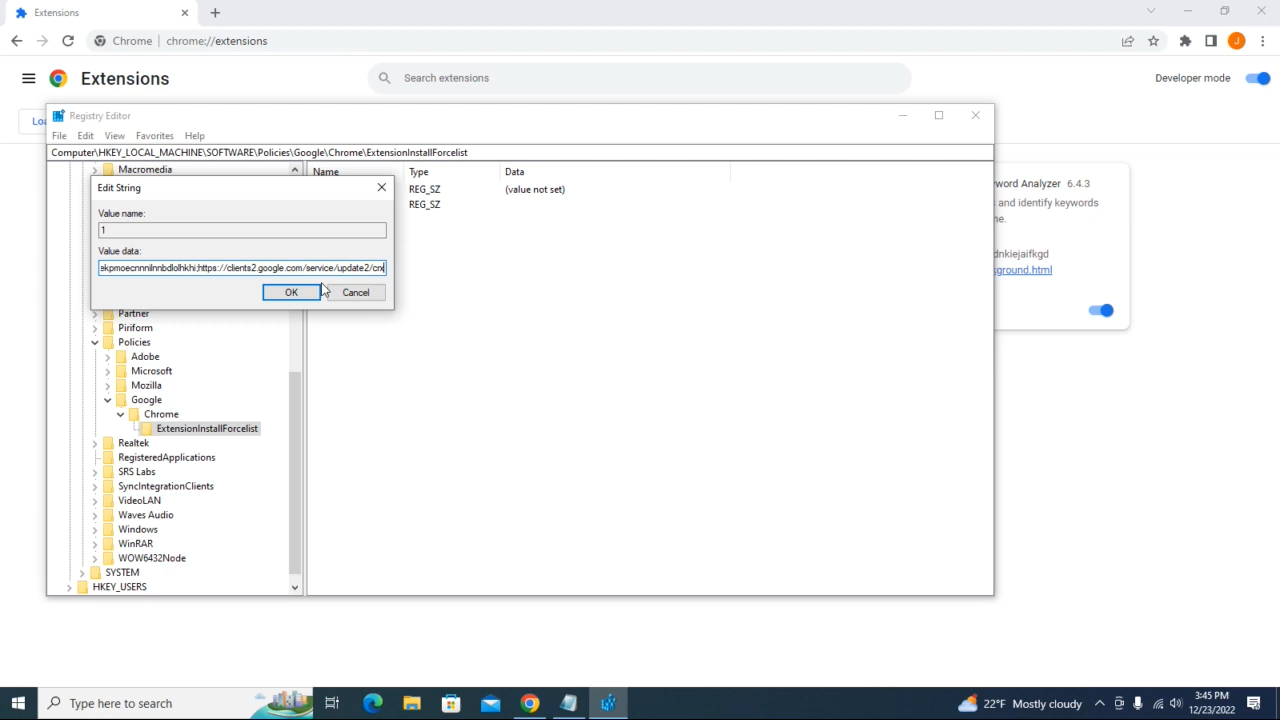 Extensions
Chrome
chrome://extensions
J
Extensions
Search extensions
Developer mode
Registry Editor
File Edit View Favorites Help
Computer\HKEY_LOCAL_MACHINE\SOFTWARE\Policies\Google\Chrome\ExtensionInstallForcelist
Macromedia
Name Type Data
REG_SZ (value not set)
REG_SZ
Edit String
Value name:
1
Value data:
ekpmoecnnnilnnbdlolhkhi;https://clients2.google.com/service/update2/crx
OK Cancel
Partner
Piriform
Policies
Adobe
Microsoft
Mozilla
Google
Chrome
ExtensionInstallForcelist
Realtek
RegisteredApplications
SRS Labs
SyncIntegrationClients
VideoLAN
Waves Audio
Windows
WinRAR
WOW6432Node
SYSTEM
HKEY_USERS
word Analyzer 6.4.3
s and identify keywords
ne.
dnkiejaifkgd
ground.html
Type here to search
22°F Mostly cloudy
3:45 PM
12/23/2022